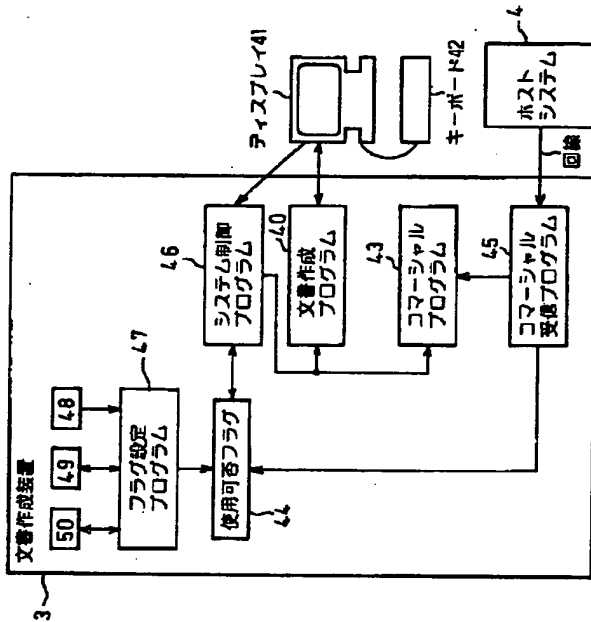 3
文書作成装置
50
49
48
47
フラグ設定
プログラム
使用可否フラグ
44
46
システム制御
プログラム
40
文書作成
プログラム
43
コマーシャル
プログラム
45
コマーシャル
受信プログラム
ディスプレイ41
キーボード42
回線
4
ホスト
システム